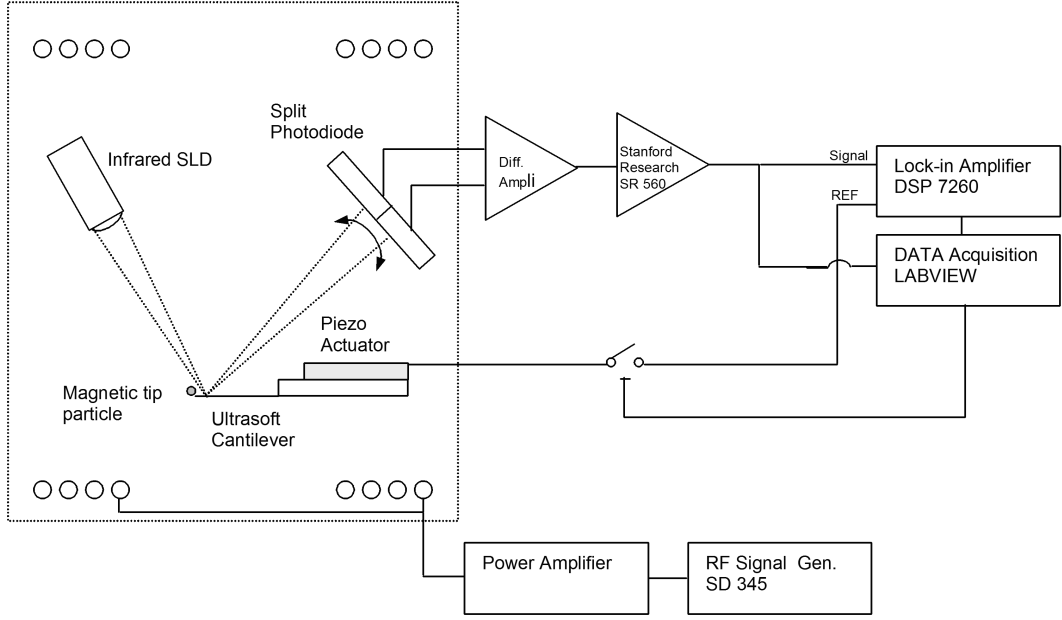 Split
Photodiode
Infrared SLD
Diff.
Ampli
Stanford
Research
SR 560
Signal
REF
Lock-in Amplifier
DSP 7260
DATA Acquisition
LABVIEW
Piezo
Actuator
Magnetic tip
particle
Ultrasoft
Cantilever
Power Amplifier
RF Signal Gen.
SD 345